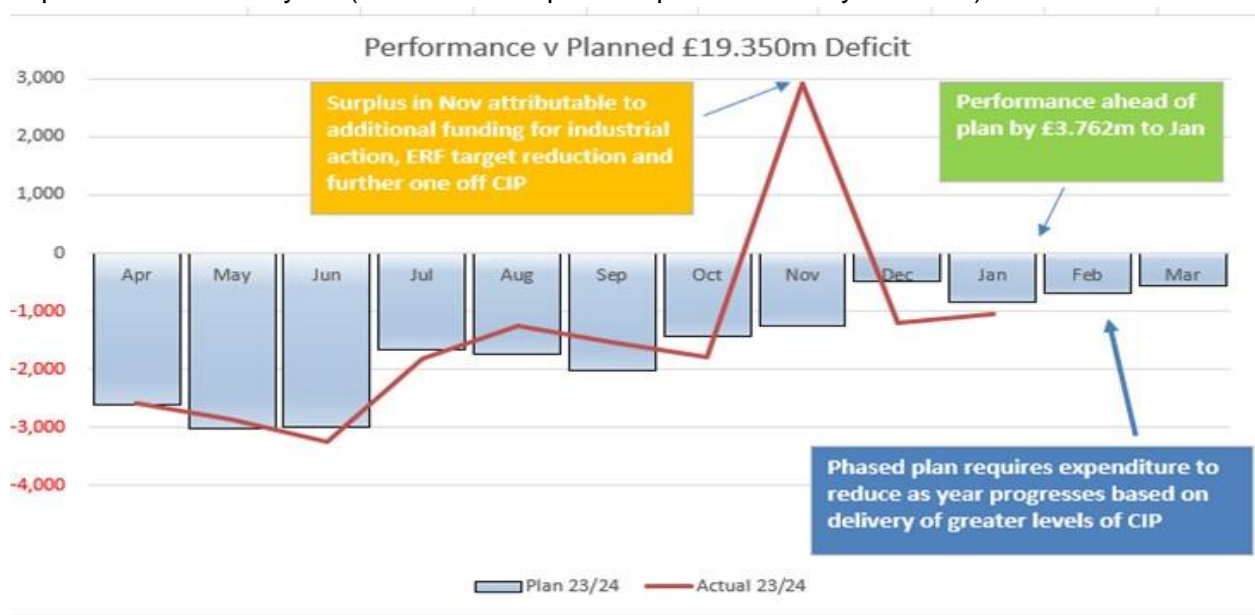 Performance v Planned £19.350m Deficit
3,000
2,000
1,000
0
-1,000
-2,000
-3,000
-4,000
Surplus in Nov attributable to
additional funding for industrial
action, ERF target reduction and
further one off CIP
Performance ahead of
plan by £3.762m to Jan
Apr May Jun Jul Aug Sep Oct Nov Dec Jan Feb Mar
Phased plan requires expenditure to
reduce as year progresses based on
delivery of greater levels of CIP
Plan 23/24 Actual 23/24